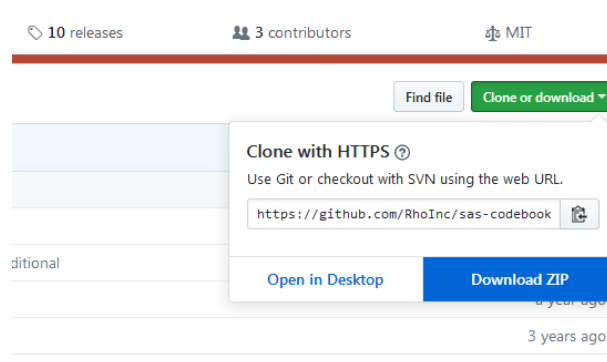 10 releases
3 contributors
MIT
Find file
Clone or download
Clone with HTTPS
Use Git or checkout with SVN using the web URL.
https://github.com/RhoInc/sas-codebook
Open in Desktop
Download ZIP
ditional
a year ago
3 years ago